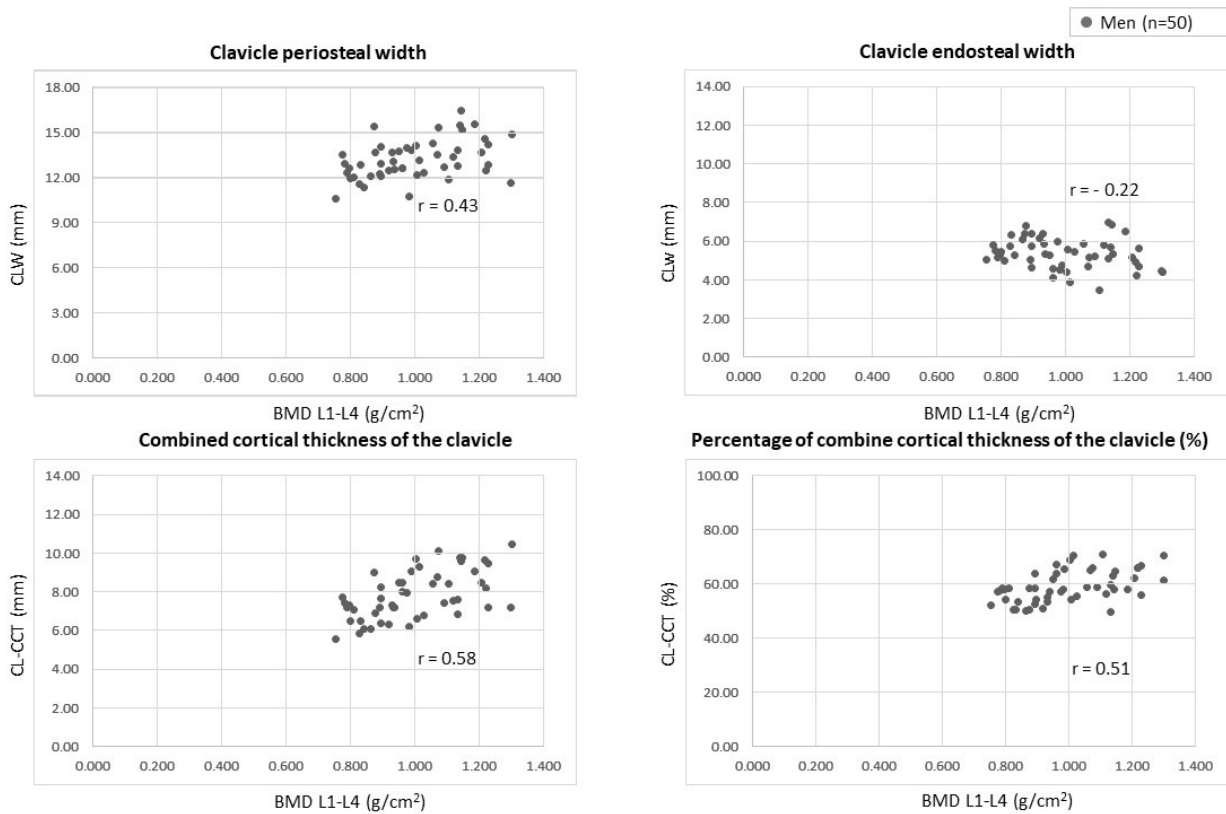 Men (n=50)
Clavicle periosteal width
18.00
15.00
12.00
9.00
6.00
3.00
0.00
0.000 0.200 0.400 0.600 0.800 1.000 1.200 1.400
CLW (mm)
r = 0.43
BMD L1-L4 (g/cm²)
Clavicle endosteal width
14.00
12.00
10.00
8.00
6.00
4.00
2.00
0.00
0.000 0.200 0.400 0.600 0.800 1.000 1.200 1.400
CLW (mm)
r = - 0.22
BMD L1-L4 (g/cm²)
Combined cortical thickness of the clavicle
14.00
12.00
10.00
8.00
6.00
4.00
2.00
0.00
0.000 0.200 0.400 0.600 0.800 1.000 1.200 1.400
CL-CCT (mm)
r = 0.58
BMD L1-L4 (g/cm²)
Percentage of combine cortical thickness of the clavicle (%)
100.00
80.00
60.00
40.00
20.00
0.00
0.000 0.200 0.400 0.600 0.800 1.000 1.200 1.400
CL-CCT (%)
r = 0.51
BMD L1-L4 (g/cm²)